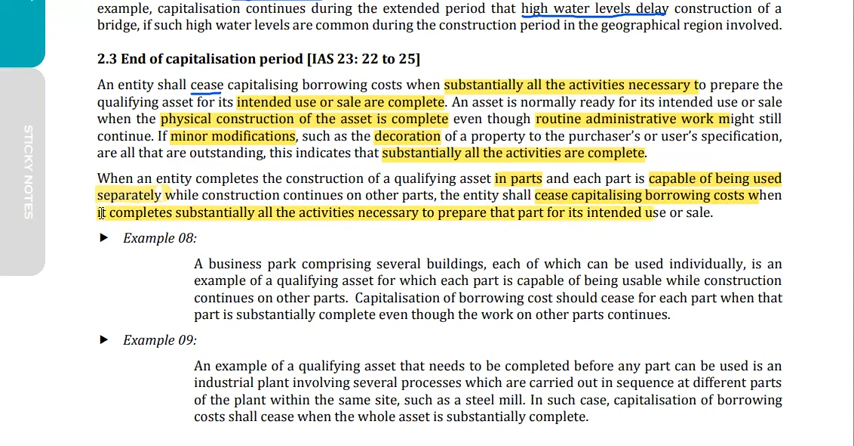 example, capitalisation continues during the extended period that high water levels delay construction of a
bridge, if such high water levels are common during the construction period in the geographical region involved.
2.3 End of capitalisation period [IAS 23: 22 to 25]
An entity shall cease capitalising borrowing costs when substantially all the activities necessary to prepare the
qualifying asset for its intended use or sale are complete. An asset is normally ready for its intended use or sale
when the physical construction of the asset is complete even though routine administrative work might still
continue. If minor modifications, such as the decoration of a property to the purchaser's or user's specification,
are all that are outstanding, this indicates that substantially all the activities are complete.
When an entity completes the construction of a qualifying asset in parts and each part is capable of being used
separately while construction continues on other parts, the entity shall cease capitalising borrowing costs when
it completes substantially all the activities necessary to prepare that part for its intended use or sale.
Example 08:
A business park comprising several buildings, each of which can be used individually, is an
example of a qualifying asset for which each part is capable of being usable while construction
continues on other parts. Capitalisation of borrowing cost should cease for each part when that
part is substantially complete even though the work on other parts continues.
Example 09:
An example of a qualifying asset that needs to be completed before any part can be used is an
industrial plant involving several processes which are carried out in sequence at different parts
of the plant within the same site, such as a steel mill. In such case, capitalisation of borrowing
costs shall cease when the whole asset is substantially complete.
STICKY NOTES